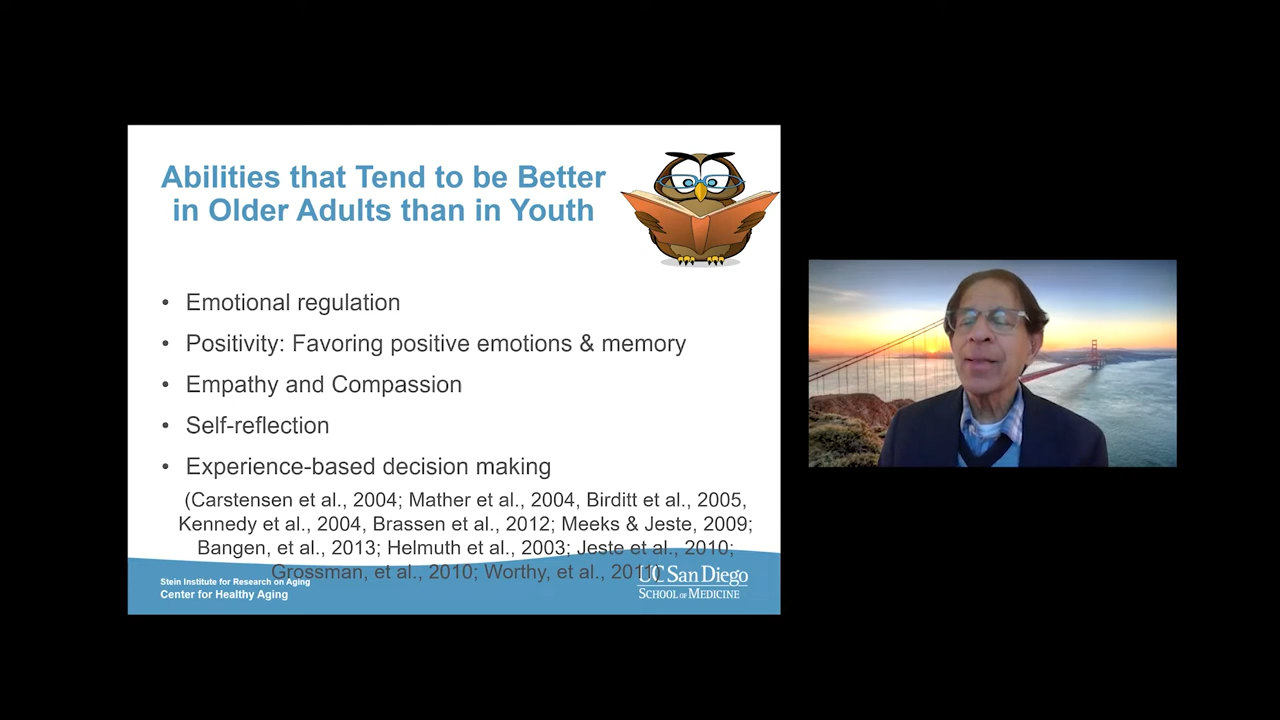 Abilities that Tend to be Better
in Older Adults than in Youth
• Emotional regulation
• Positivity: Favoring positive emotions & memory
• Empathy and Compassion
• Self-reflection
• Experience-based decision making
(Carstensen et al., 2004; Mather et al., 2004, Birditt et al., 2005,
Kennedy et al., 2004, Brassen et al., 2012; Meeks & Jeste, 2009;
Bangen, et al., 2013; Helmuth et al., 2003; Jeste et al., 2010;
Grossman, et al., 2010; Worthy, et al., 2011)
Stein Institute for Research on Aging
Center for Healthy Aging
UC San Diego
SCHOOL OF MEDICINE